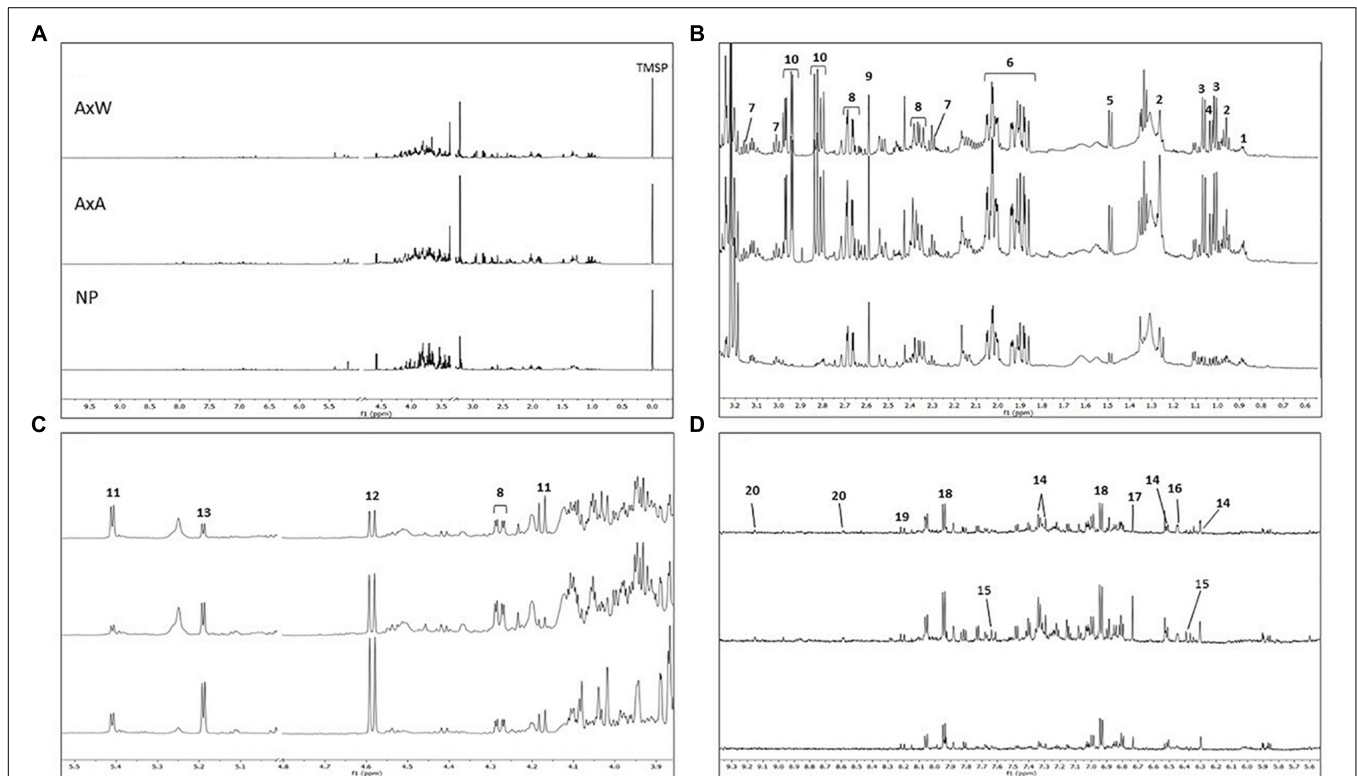 A
TMSP
AxW
AxA
NP
9.5 9.0 8.5 8.0 7.5 7.0 6.5 6.0 5.5 4.5 4.0 3.5 3.0 2.5 2.0 1.5 1.0 0.5 0.0
f1 (ppm)
B
10 10 6
9
8 8 7 5 3 3
7 7 4 2 2 1
3.2 3.1 3.0 2.9 2.8 2.7 2.6 2.5 2.4 2.3 2.2 2.1 2.0 1.9 1.8 1.7 1.6 1.5 1.4 1.3 1.2 1.1 1.0 0.9 0.8 0.7 0.6
f1 (ppm)
C
11 13 12 8 11
5.5 5.4 5.3 5.2 5.1 4.8 4.7 4.6 4.5 4.4 4.3 4.2 4.1 4.0 3.9
f1 (ppm)
D
20 20 19 18 14 18 17 14 16 14
15 15
9.3 9.2 9.1 8.9 8.7 8.6 8.5 8.4 8.3 8.2 8.1 8.0 7.9 7.8 7.7 7.6 7.5 7.4 7.3 7.2 7.1 7.0 6.9 6.8 6.7 6.6 6.5 6.4 6.3 6.2 6.1 6.0 5.9 5.8 5.7 5.6
f1 (ppm)